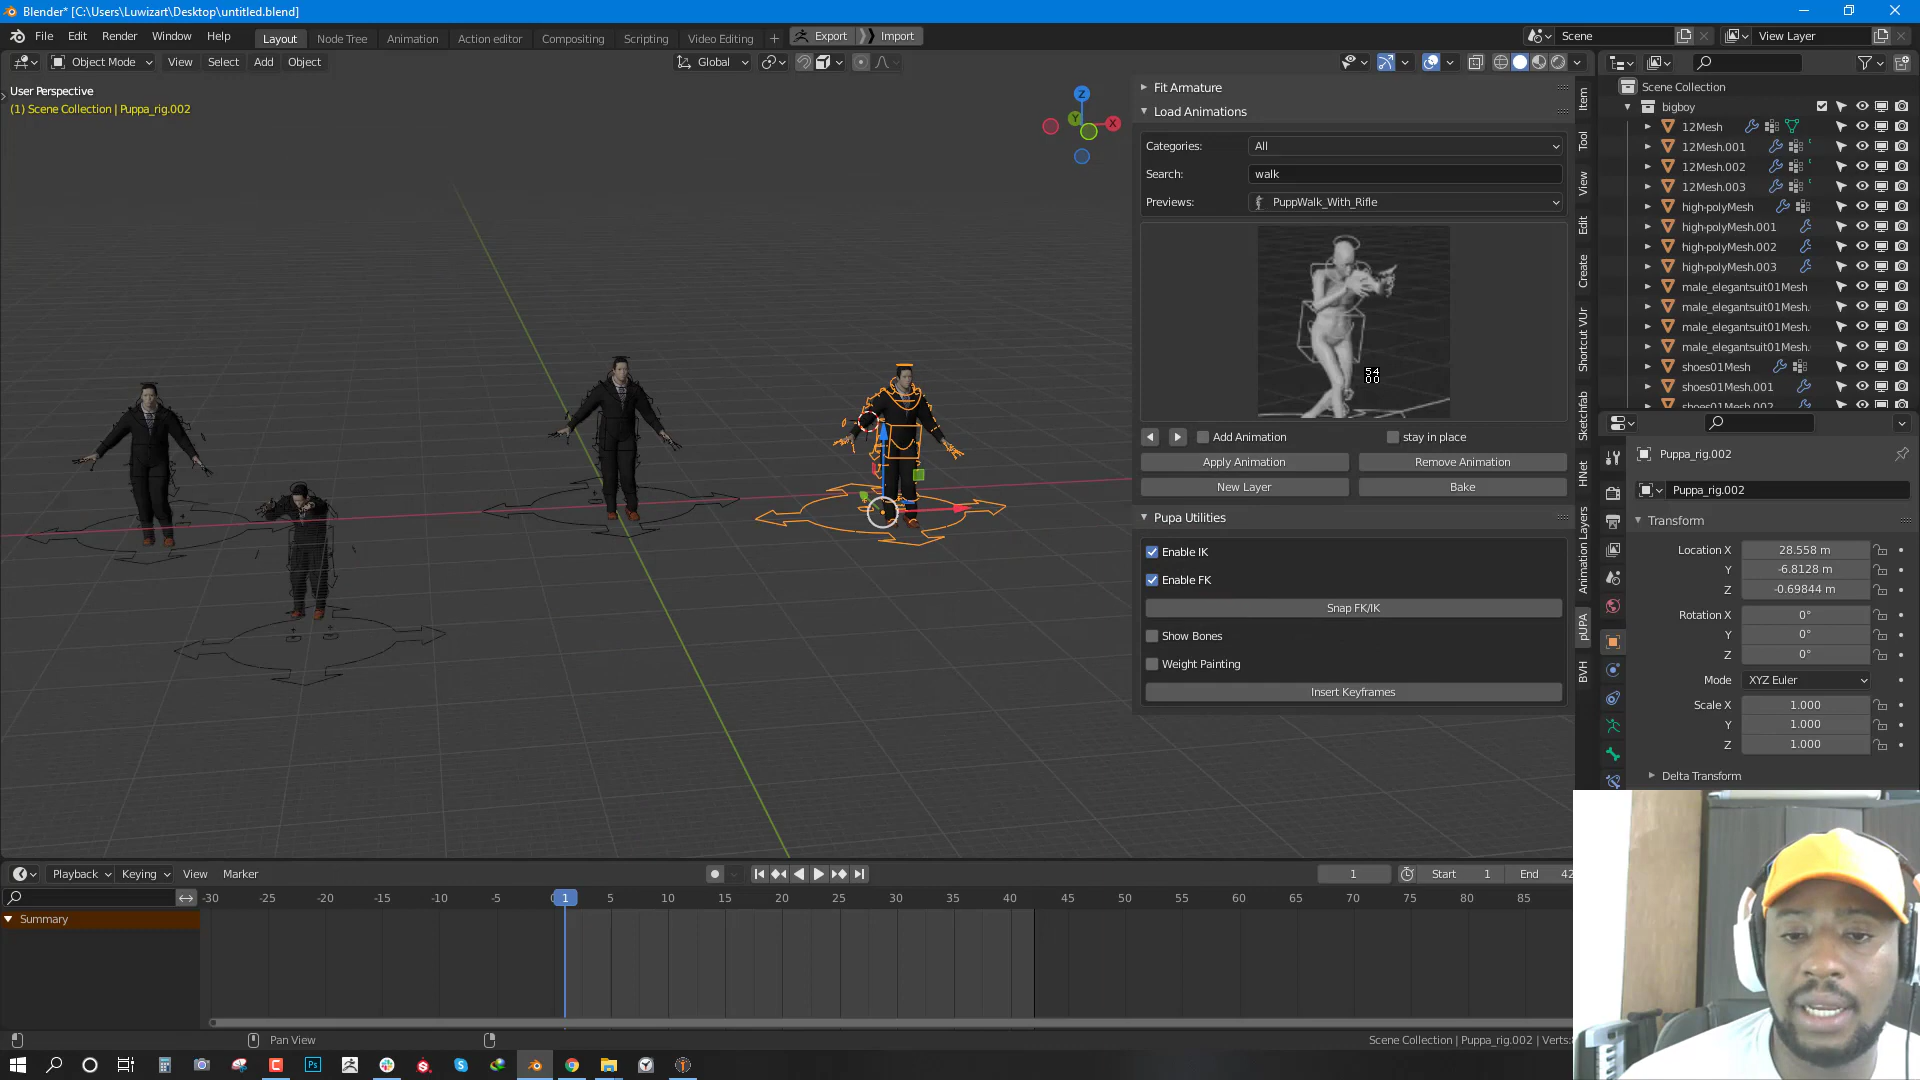 Blender* [C:\Users\Luwizart\Desktop\untitled.blend]
File Edit Render Window Help Layout Node Tree Animation Action editor Compositing Scripting Video Editing + Export Import Scene View Layer
Object Mode View Select Add Object Global
User Perspective
(1) Scene Collection | Puppa_rig.002
Z
Y
X
Fit Armature
Load Animations
Categories: All
Search: walk
Previews: PuppWalk_With_Rifle
54
00
Add Animation stay in place
Apply Animation Remove Animation
New Layer Bake
Pupa Utilities
Enable IK
Enable FK
Snap FK/IK
Show Bones
Weight Painting
Insert Keyframes
Item
Tool
View
Edit
Create
Shortcut VUr
Sketchfab
HNet
Animation Layers
pUPA
BVH
Scene Collection
bigboy
12Mesh
12Mesh.001
12Mesh.002
12Mesh.003
high-polyMesh
high-polyMesh.001
high-polyMesh.002
high-polyMesh.003
male_elegantsuit01Mesh
male_elegantsuit01Mesh.
male_elegantsuit01Mesh.
male_elegantsuit01Mesh.
shoes01Mesh
shoes01Mesh.001
shoes01Mesh.002
Puppa_rig.002
Puppa_rig.002
Transform
Location X 28.558 m
Y -6.8128 m
Z -0.69844 m
Rotation X 0°
Y 0°
Z 0°
Mode XYZ Euler
Scale X 1.000
Y 1.000
Z 1.000
Delta Transform
Playback Keying View Marker 1 Start 1 End 42
-30 -25 -20 -15 -10 -5 0 1 5 10 15 20 25 30 35 40 45 50 55 60 65 70 75 80 85
Summary
Pan View Scene Collection | Puppa_rig.002 | Verts:
Ps